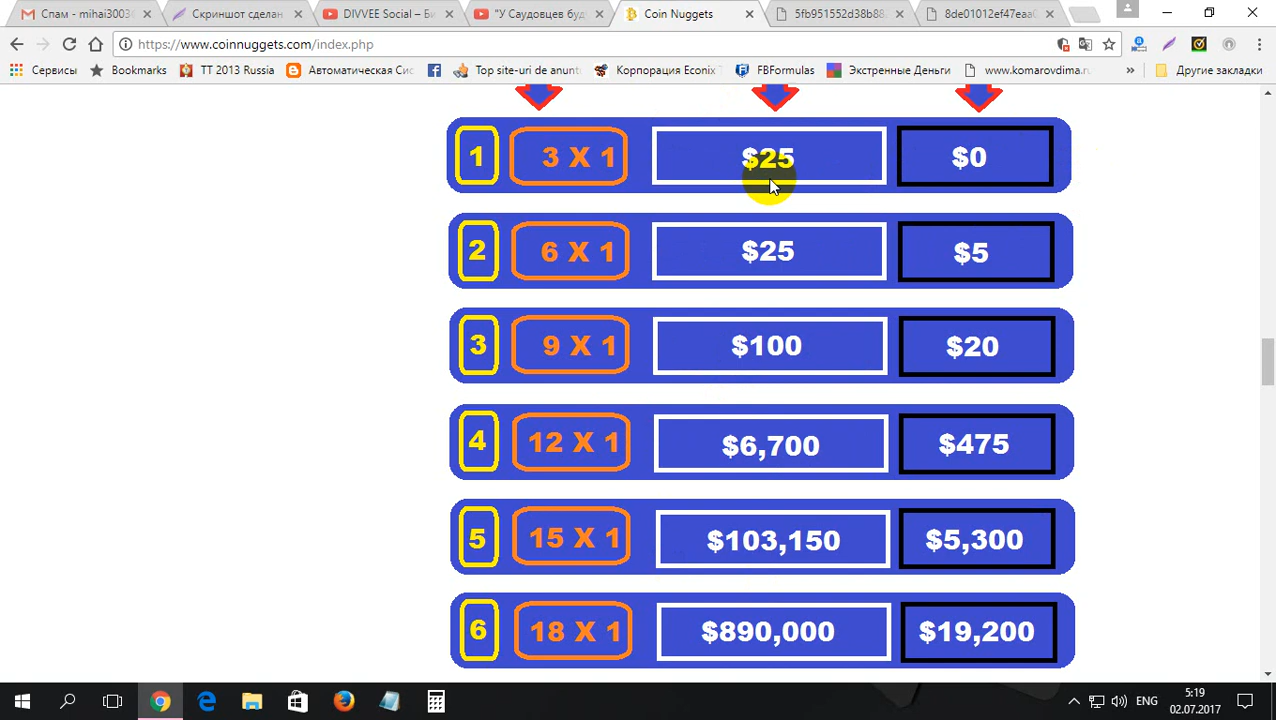 Спам - mihai3003
Скриншот сделан
DIVVEE Social – Би
"У Саудовцев буд
Coin Nuggets
5fb951552d38b88
8de01012ef47eaa0
https://www.coinnuggets.com/index.php
Сервисы
Bookmarks
TT 2013 Russia
Автоматическая Сис
Top site-uri de anunt
Корпорация Econix
FBFormulas
Экстренные Деньги
www.komarovdima.ru
»
Другие закладки
1 3 X 1 $25 $0
2 6 X 1 $25 $5
3 9 X 1 $100 $20
4 12 X 1 $6,700 $475
5 15 X 1 $103,150 $5,300
6 18 X 1 $890,000 $19,200
ENG
5:19
02.07.2017